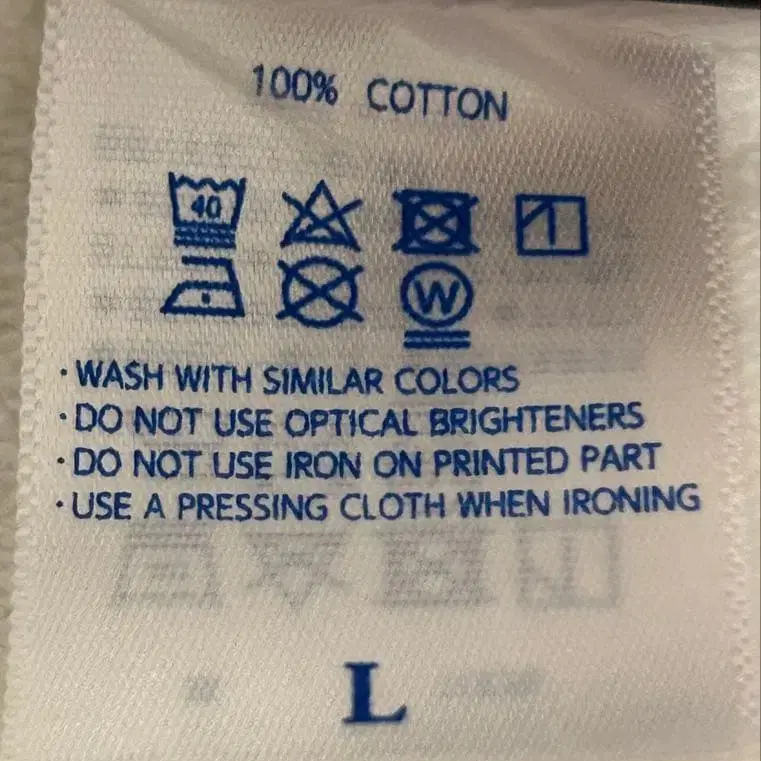 100% COTTON
40
W
· WASH WITH SIMILAR COLORS
· DO NOT USE OPTICAL BRIGHTENERS
· DO NOT USE IRON ON PRINTED PART
· USE A PRESSING CLOTH WHEN IRONING
L